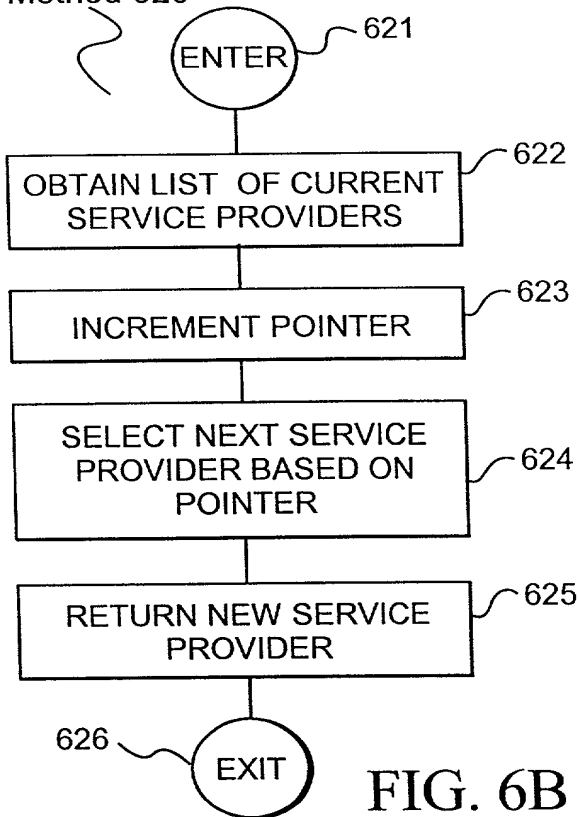 Method 620
ENTER
621
622
OBTAIN LIST OF CURRENT
SERVICE PROVIDERS
623
INCREMENT POINTER
SELECT NEXT SERVICE
PROVIDER BASED ON
POINTER
624
625
RETURN NEW SERVICE
PROVIDER
626
EXIT
FIG. 6B